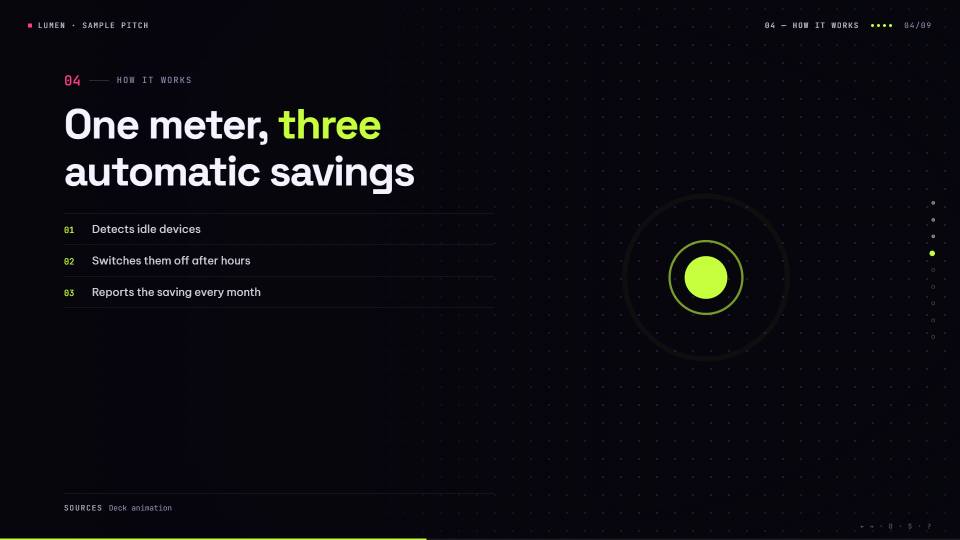 LUMEN · SAMPLE PITCH
04 — HOW IT WORKS
04/09
04 HOW IT WORKS
One meter, three
automatic savings
01 Detects idle devices
02 Switches them off after hours
03 Reports the saving every month
SOURCES Deck animation